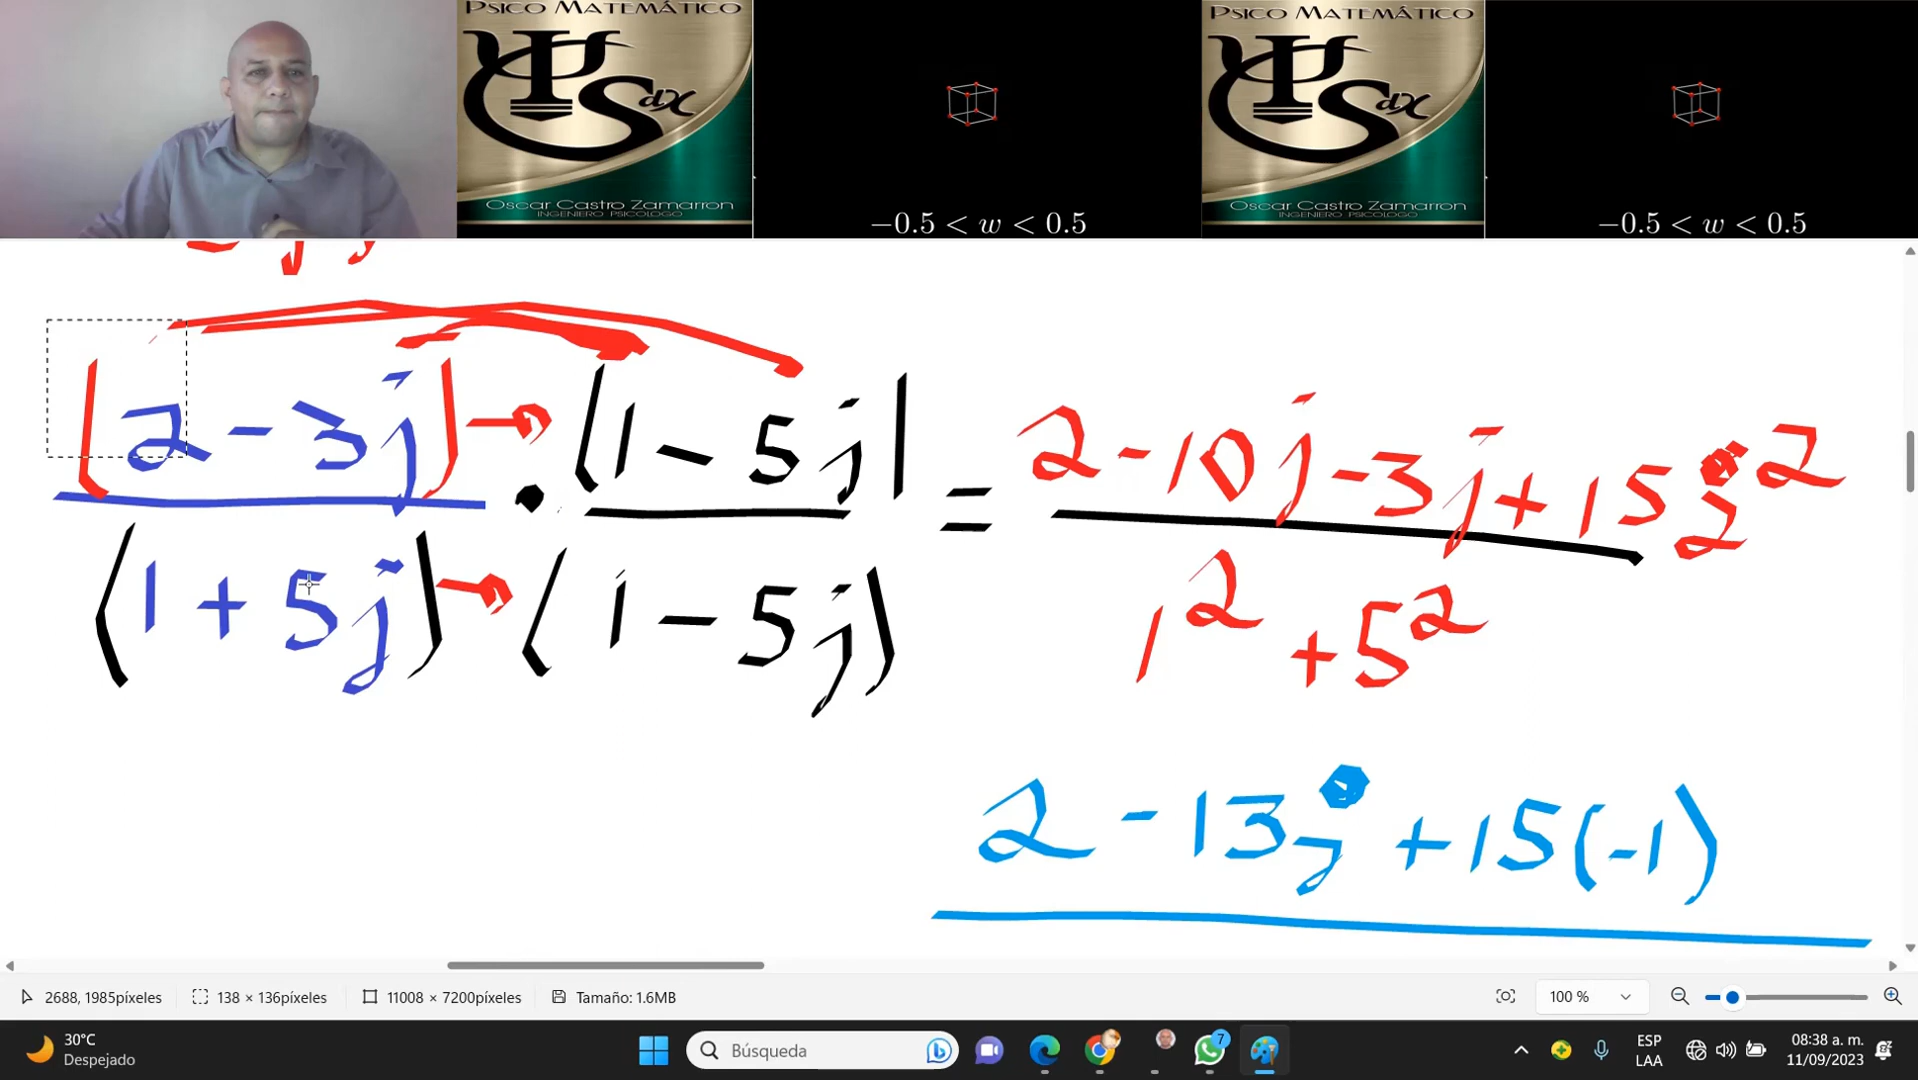 PSICO MATEMÁTICO
dx
Oscar Castro Zamarron
INGENIERO PSICOLOGO
−0.5 < w < 0.5
PSICO MATEMÁTICO
dx
Oscar Castro Zamarron
INGENIERO PSICOLOGO
−0.5 < w < 0.5
(2 - 3j) → (1 - 5j) = 2 - 10j - 3j + 15j²
(1 + 5j) → (1 - 5j)
1² + 5²
2 - 13j + 15(-1)
2688, 1985píxeles
138 × 136píxeles
11008 × 7200píxeles
Tamaño: 1.6MB
100 %
30°C
Despejado
Búsqueda
7
ESP
LAA
08:38 a. m.
11/09/2023